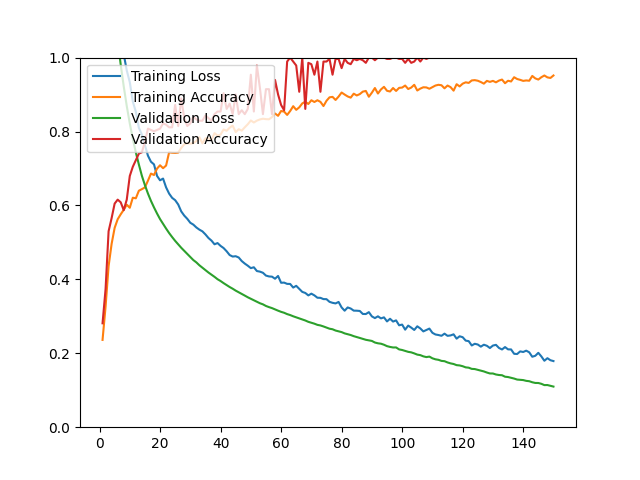 1.0
0.8
0.6
0.4
0.2
0.0
Training Loss
Training Accuracy
Validation Loss
Validation Accuracy
0 20 40 60 80 100 120 140